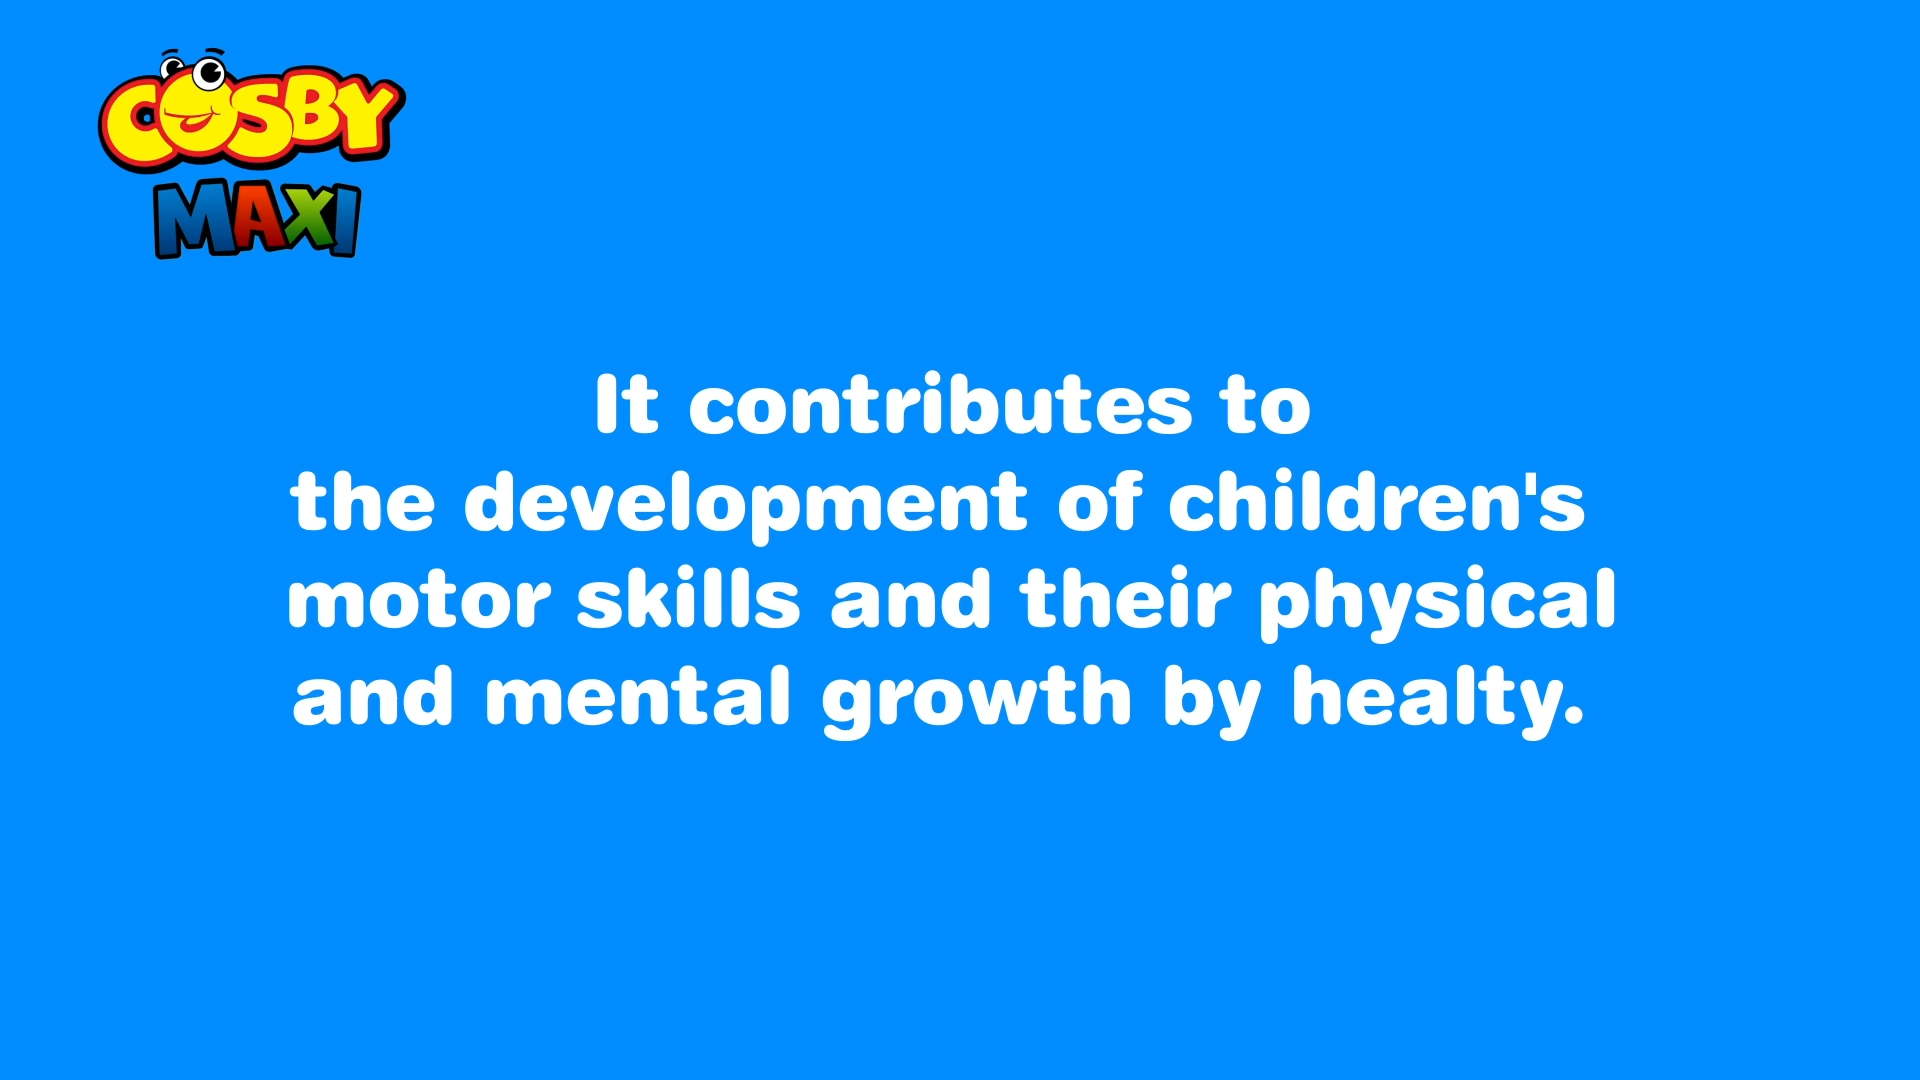 COSBY
MAXI
It contributes to
the development of children's
motor skills and their physical
and mental growth by healty.